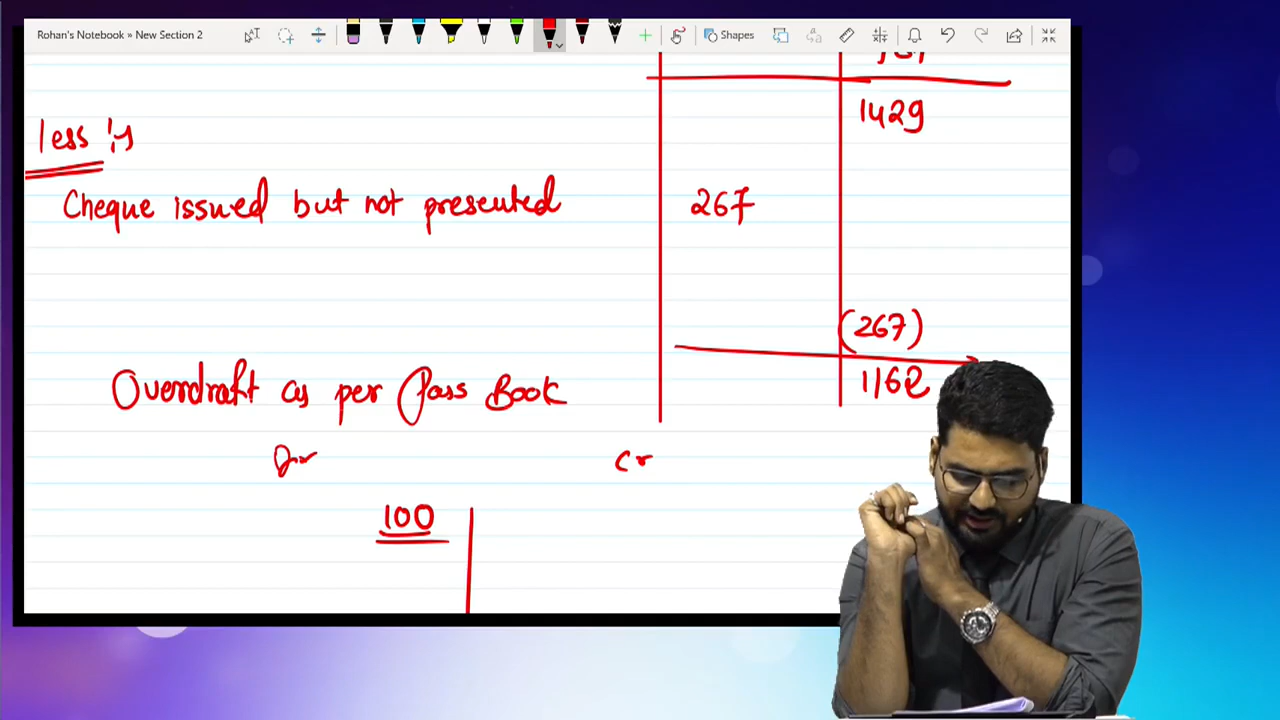 Rohan's Notebook » New Section 2
Shapes
1429
less :
Cheque issued but not presented 267
(267)
Overdraft as per Pass Book 1162
Dr Cr
100